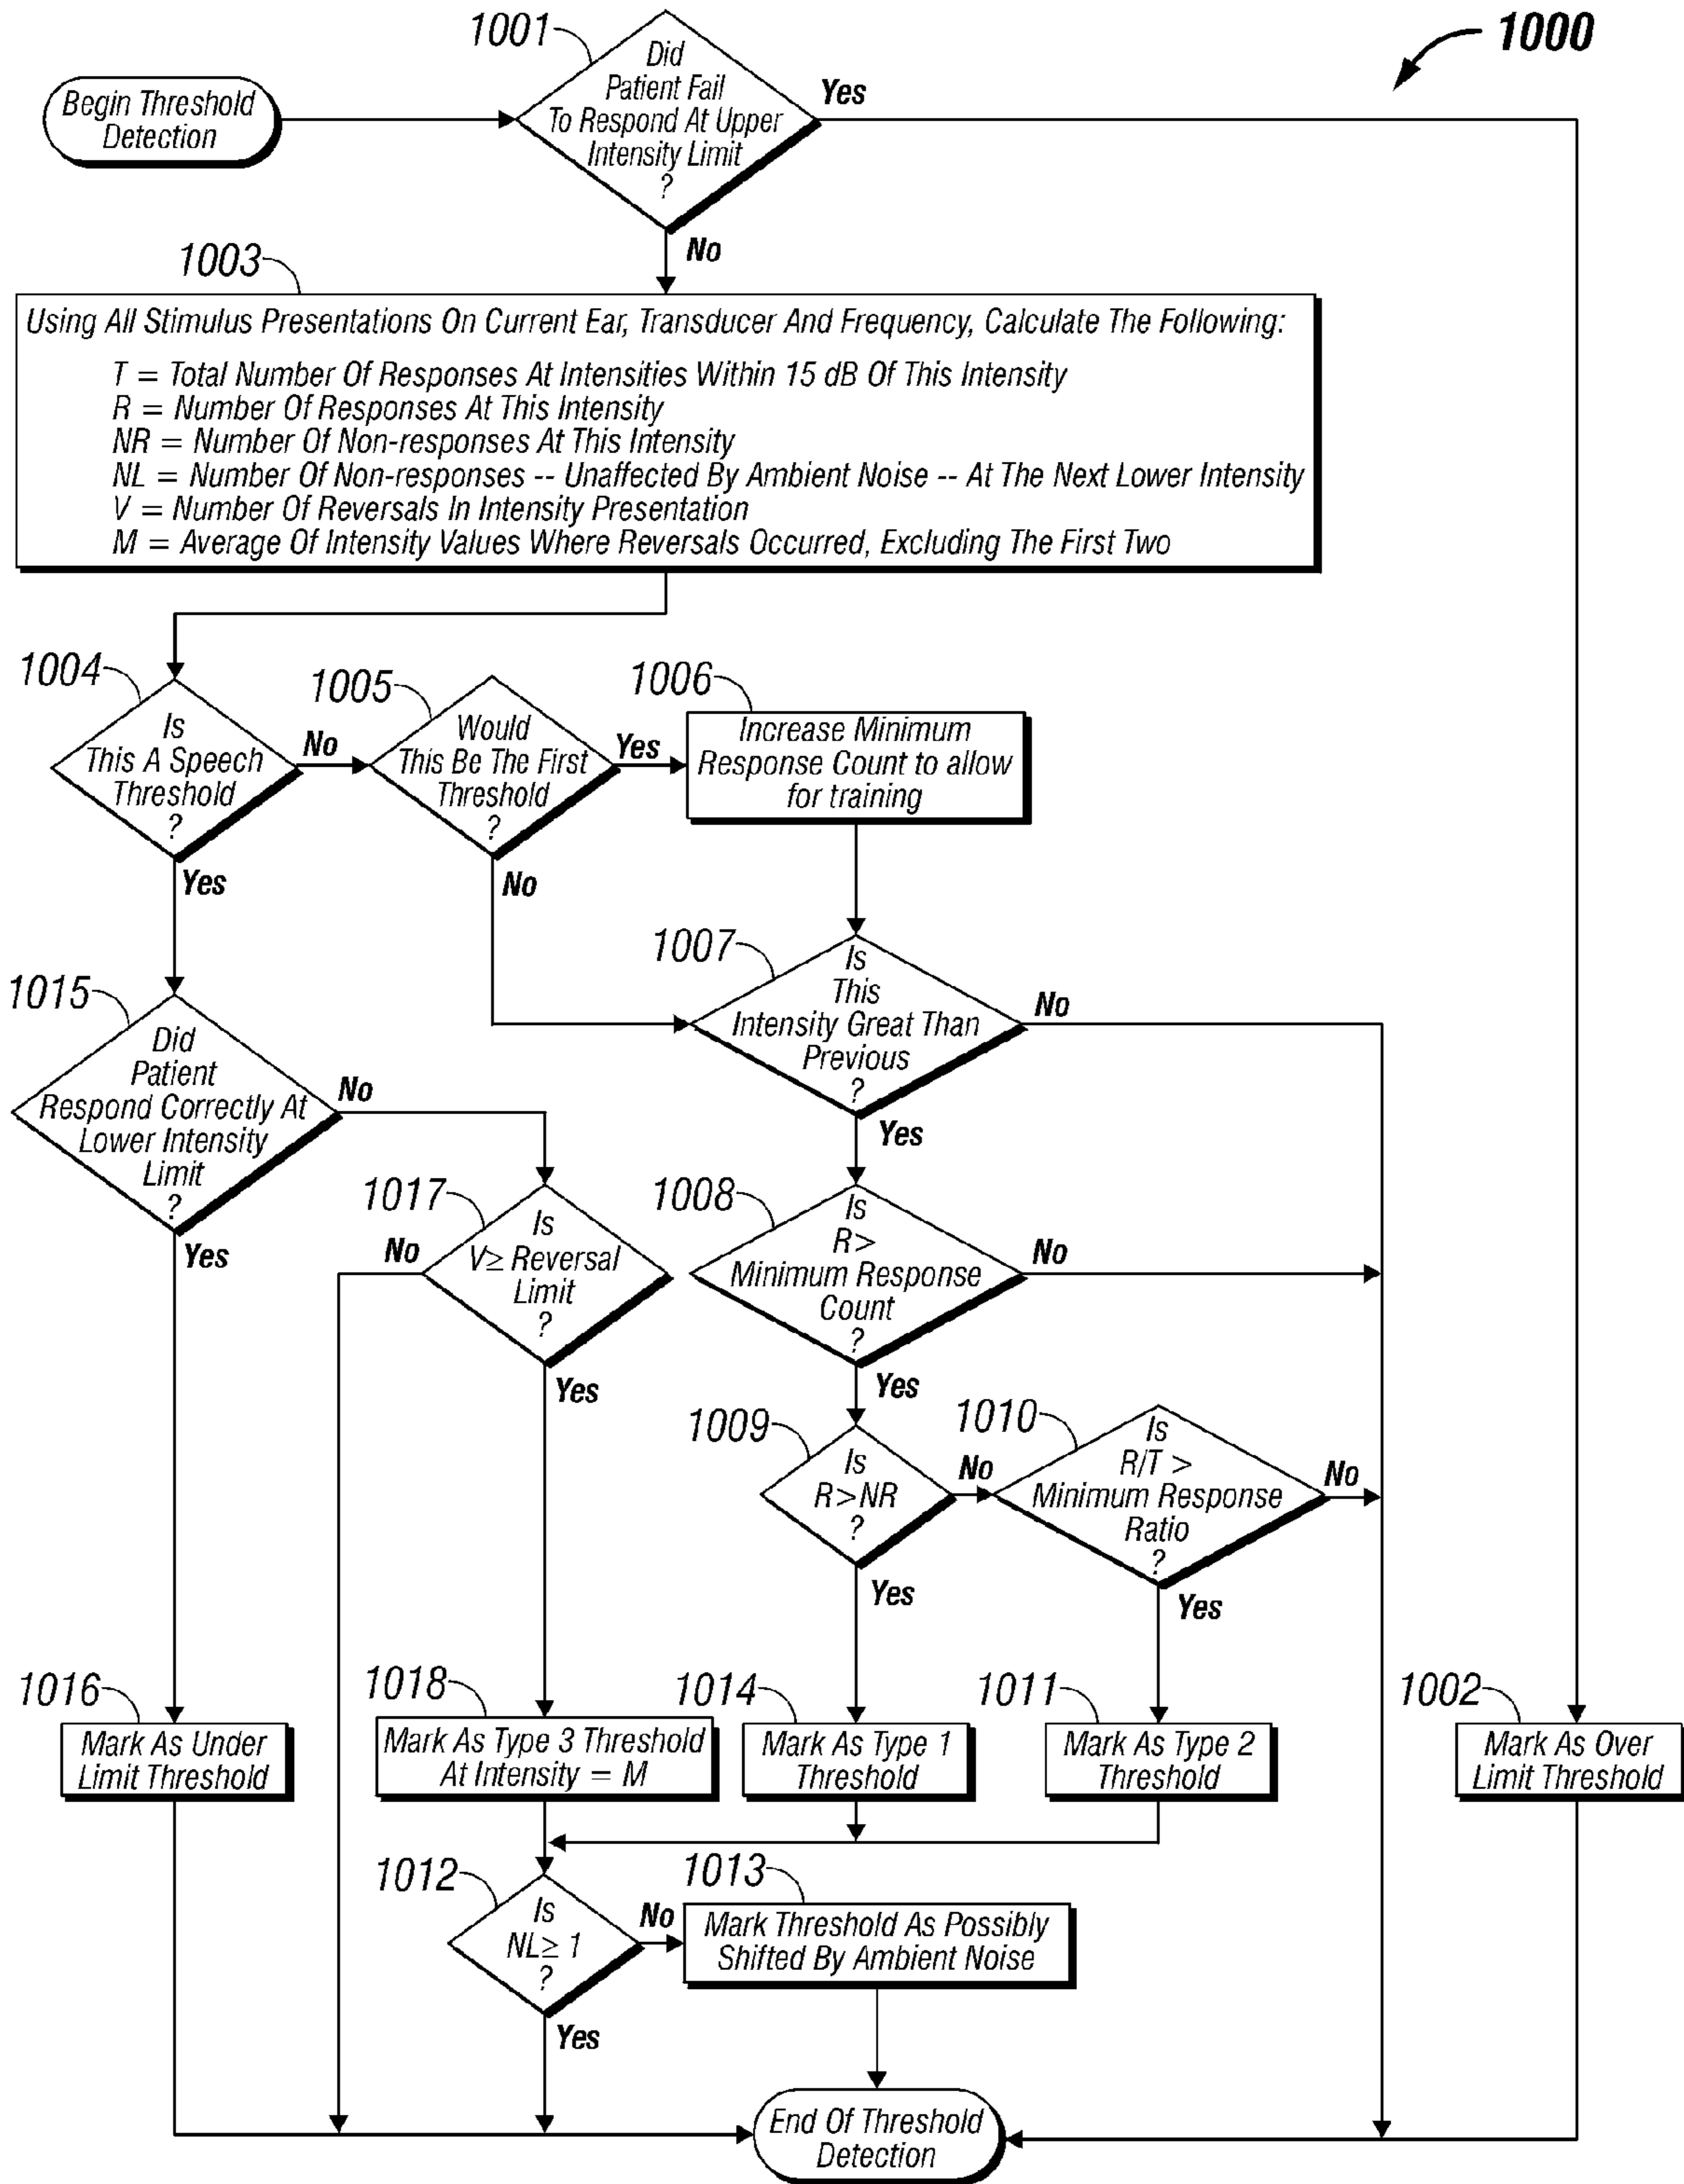 1000
1001
Did
Patient Fail
To Respond At Upper
Intensity Limit
?
Yes
Begin Threshold
Detection
No
1003
Using All Stimulus Presentations On Current Ear, Transducer And Frequency, Calculate The Following:
T = Total Number Of Responses At Intensities Within 15 dB Of This Intensity
R = Number Of Responses At This Intensity
NR = Number Of Non-responses At This Intensity
NL = Number Of Non-responses -- Unaffected By Ambient Noise -- At The Next Lower Intensity
V = Number Of Reversals In Intensity Presentation
M = Average Of Intensity Values Where Reversals Occurred, Excluding The First Two
1004
Is
This A Speech
Threshold
?
No
Yes
1005
Would
This Be The First
Threshold
?
Yes
No
1006
Increase Minimum
Response Count to allow
for training
1007
Is
This
Intensity Great Than
Previous
?
No
Yes
1015
Did
Patient
Respond Correctly At
Lower Intensity
Limit
?
No
Yes
1017
Is
V≥ Reversal
Limit
?
No
Yes
1008
Is
R>
Minimum Response
Count
?
No
Yes
1009
Is
R>NR
?
No
Yes
1010
Is
R/T >
Minimum Response
Ratio
?
No
Yes
1016
Mark As Under
Limit Threshold
1018
Mark As Type 3 Threshold
At Intensity = M
1014
Mark As Type 1
Threshold
1011
Mark As Type 2
Threshold
1002
Mark As Over
Limit Threshold
1012
Is
NL≥ 1
?
No
Yes
1013
Mark Threshold As Possibly
Shifted By Ambient Noise
End Of Threshold
Detection